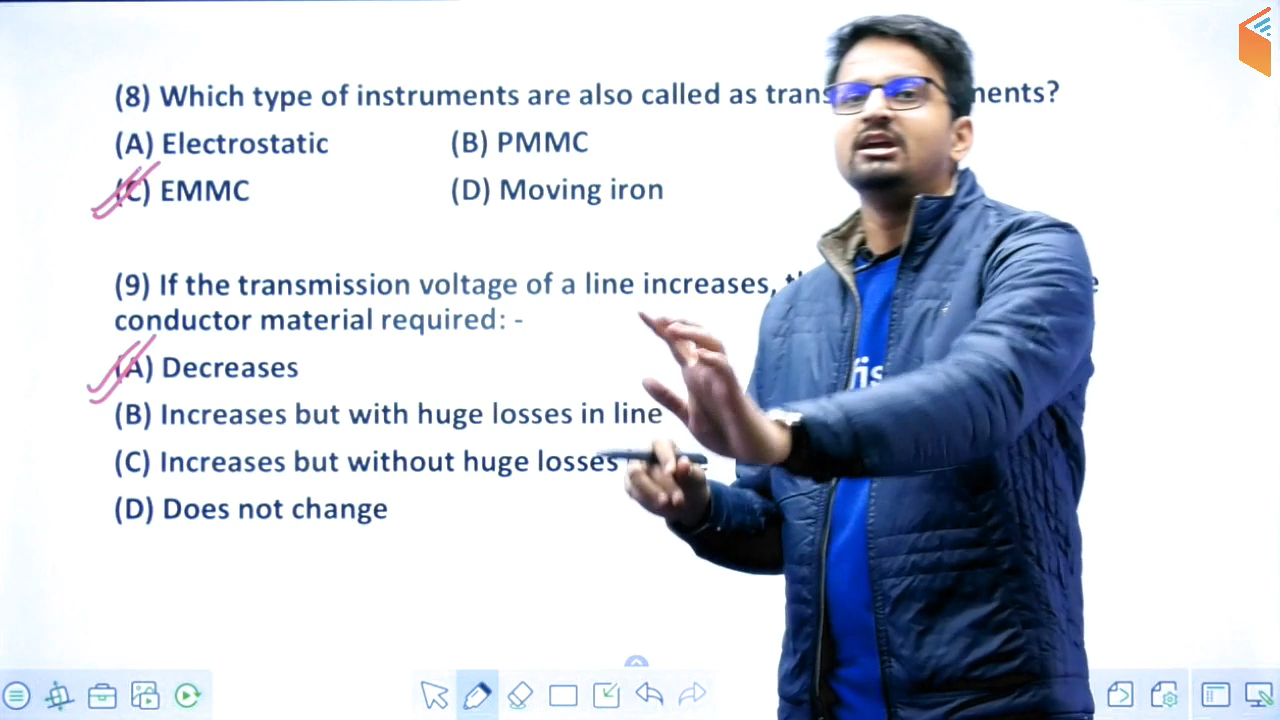 (8) Which type of instruments are also called as
(A) Electrostatic (B) PMMC
(C) EMMC (D) Moving iron
(9) If the transmission voltage of a line increases,
conductor material required: -
(A) Decreases
(B) Increases but with huge losses in line
(C) Increases but without huge losses
(D) Does not change